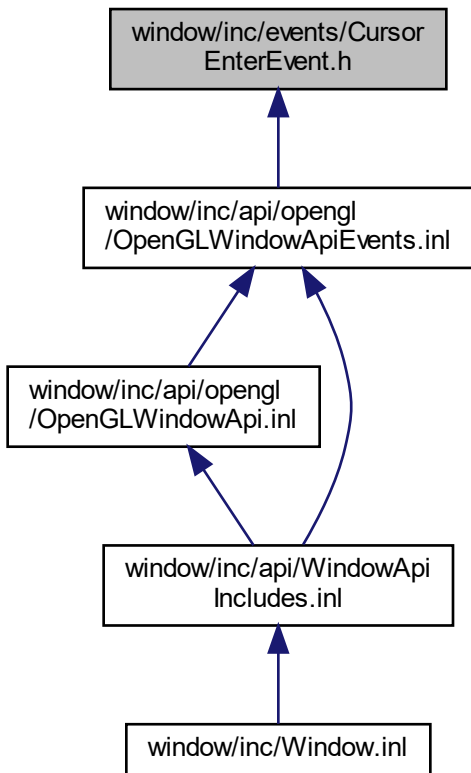 window/inc/events/Cursor
EnterEvent.h
window/inc/api/opengl
/OpenGLWindowApiEvents.inl
window/inc/api/opengl
/OpenGLWindowApi.inl
window/inc/api/WindowApi
Includes.inl
window/inc/Window.inl